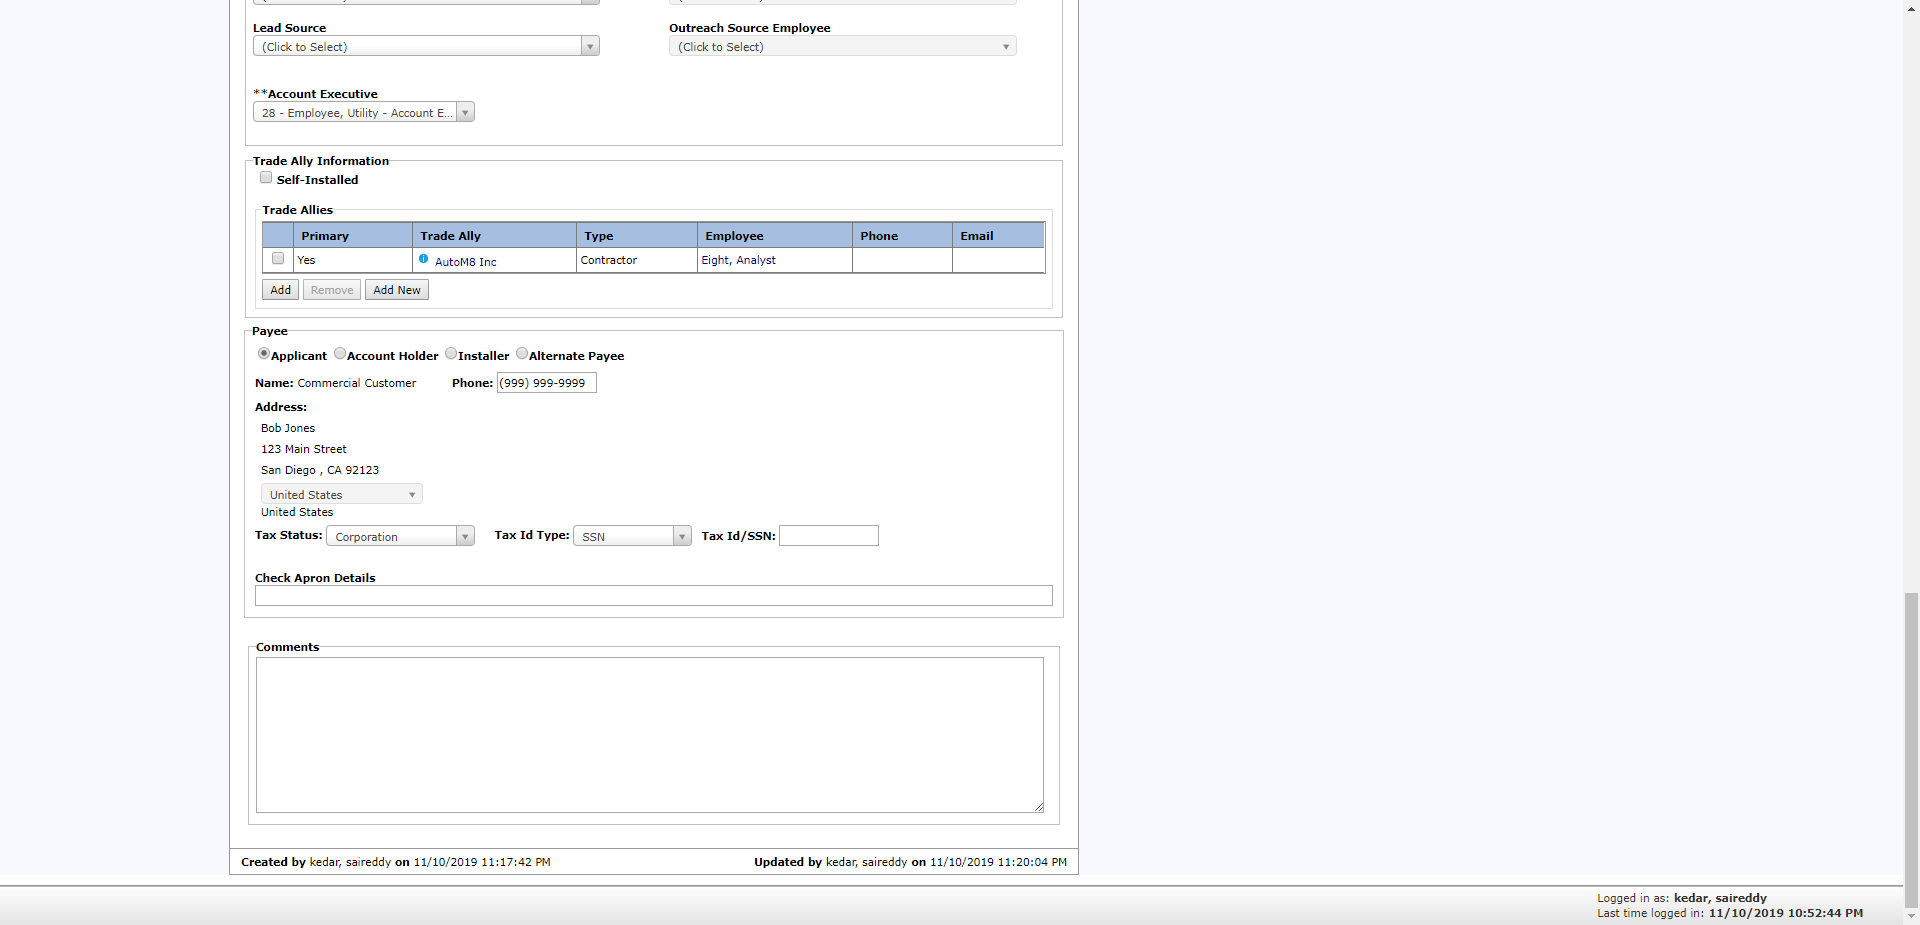 Lead Source Outreach Source Employee
(Click to Select) (Click to Select)
**Account Executive
28 - Employee, Utility - Account E...
Trade Ally Information
Self-Installed
Trade Allies
Primary Trade Ally Type Employee Phone Email
Yes AutoM8 Inc Contractor Eight, Analyst
Add Remove Add New
Payee
Applicant Account Holder Installer Alternate Payee
Name: Commercial Customer Phone: (999) 999-9999
Address:
Bob Jones
123 Main Street
San Diego , CA 92123
United States
United States
Tax Status: Corporation Tax Id Type: SSN Tax Id/SSN:
Check Apron Details
Comments
Created by kedar, saireddy on 11/10/2019 11:17:42 PM Updated by kedar, saireddy on 11/10/2019 11:20:04 PM
Logged in as: kedar, saireddy
Last time logged in: 11/10/2019 10:52:44 PM